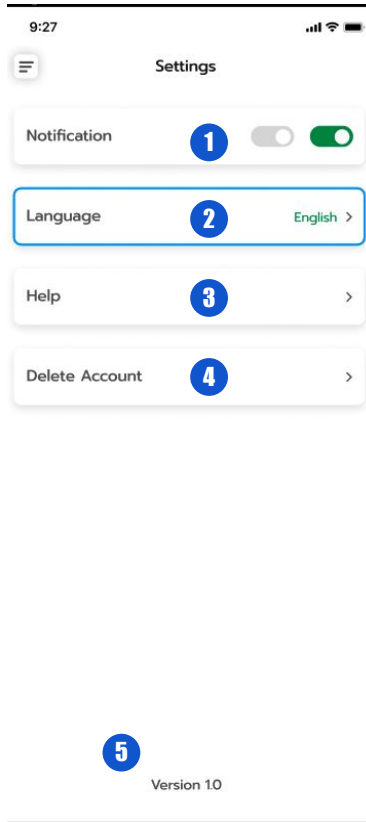 9:27
Settings
Notification 1
Language 2 English >
Help 3 >
Delete Account 4 >
5
Version 1.0